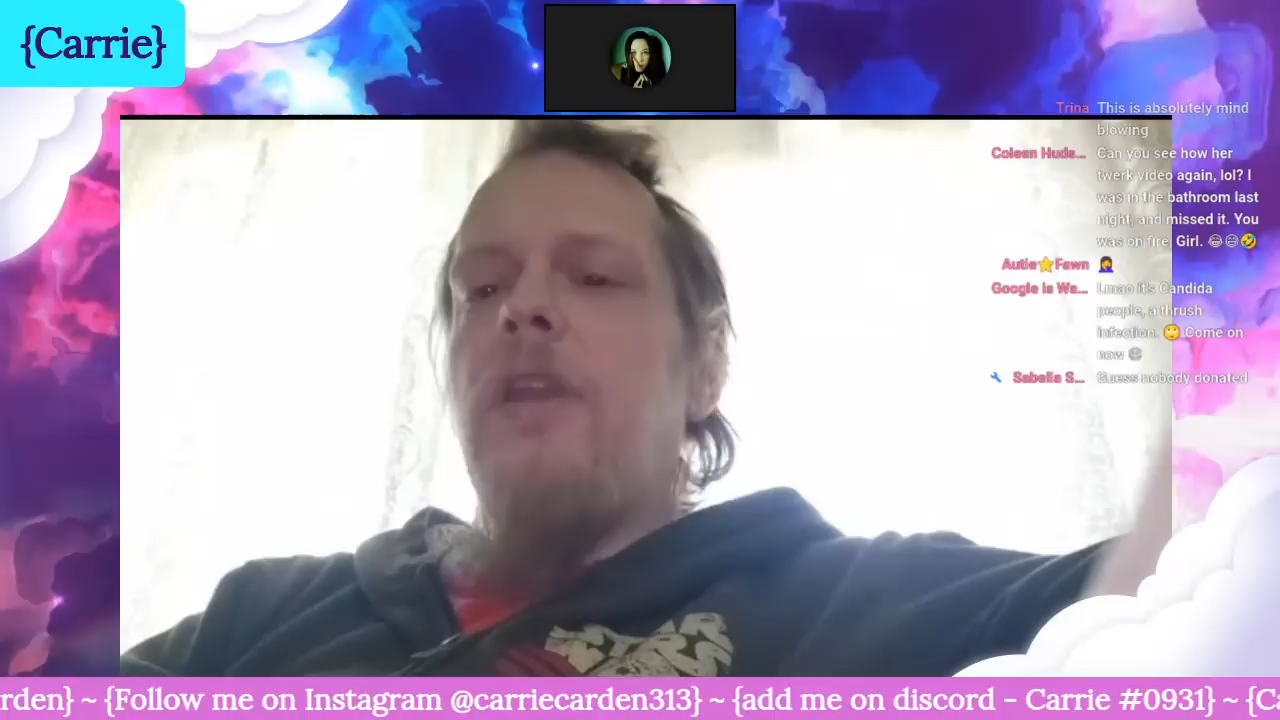 {Carrie}
Trina This is absolutely mind
blowing
Coleen Huds... Can you see how her
twerk video again, lol? I
was in the bathroom last
night, and missed it. You
was on fire, Girl. 😂😅🤣
Autie⭐Fawn 🤦‍♀️
Google is Wa... Lmao it's Candida
people, a thrush
infection. 🙄 Come on
now
Sabella S... Guess nobody donated
STAR
rden} ~ {Follow me on Instagram @carriecarden313} ~ {add me on discord - Carrie #0931} ~ {Ca